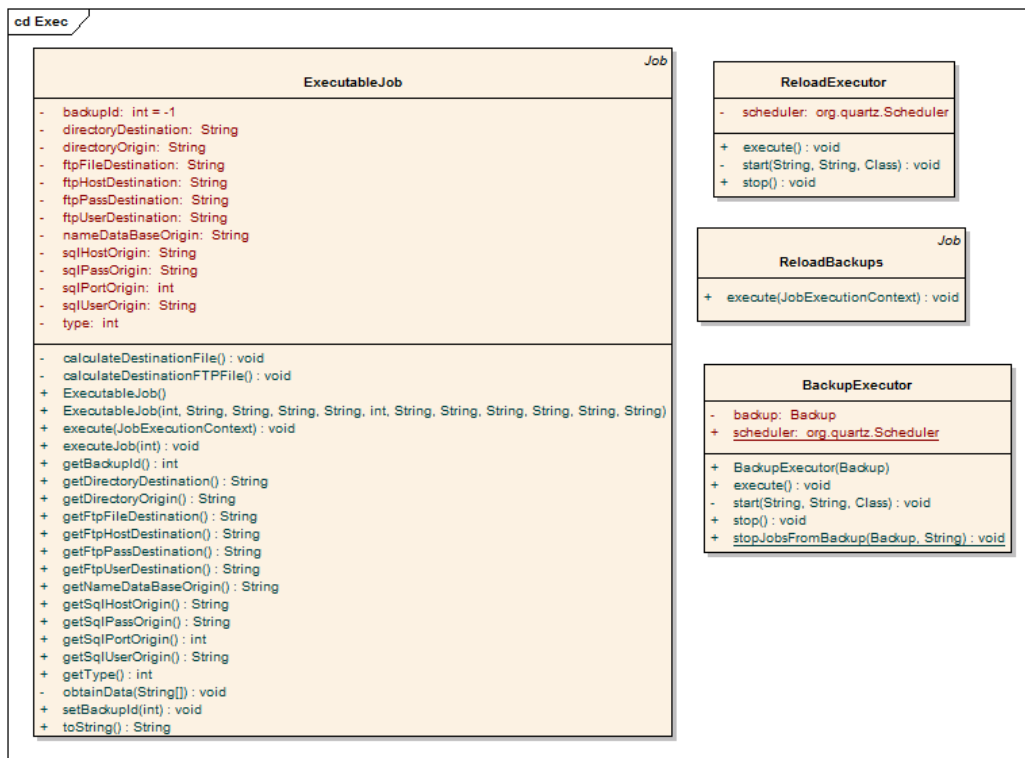 cd Exec
Job
ExecutableJob
- backupId: int = -1
- directoryDestination: String
- directoryOrigin: String
- ftpFileDestination: String
- ftpHostDestination: String
- ftpPassDestination: String
- ftpUserDestination: String
- nameDataBaseOrigin: String
- sqlHostOrigin: String
- sqlPassOrigin: String
- sqlPortOrigin: int
- sqlUserOrigin: String
- type: int
- calculateDestinationFile() : void
- calculateDestinationFTPFile() : void
+ ExecutableJob()
+ ExecutableJob(int, String, String, String, String, int, String, String, String, String, String, String)
+ execute(JobExecutionContext) : void
+ executeJob(int) : void
+ getBackupId() : int
+ getDirectoryDestination() : String
+ getDirectoryOrigin() : String
+ getFtpFileDestination() : String
+ getFtpHostDestination() : String
+ getFtpPassDestination() : String
+ getFtpUserDestination() : String
+ getNameDataBaseOrigin() : String
+ getSqlHostOrigin() : String
+ getSqlPassOrigin() : String
+ getSqlPortOrigin() : int
+ getSqlUserOrigin() : String
+ getType() : int
- obtainData(String[]) : void
+ setBackupId(int) : void
+ toString() : String
ReloadExecutor
- scheduler: org.quartz.Scheduler
+ execute() : void
- start(String, String, Class) : void
+ stop() : void
Job
ReloadBackups
+ execute(JobExecutionContext) : void
BackupExecutor
- backup: Backup
+ scheduler: org.quartz.Scheduler
+ BackupExecutor(Backup)
+ execute() : void
- start(String, String, Class) : void
+ stop() : void
+ stopJobsFromBackup(Backup, String) : void